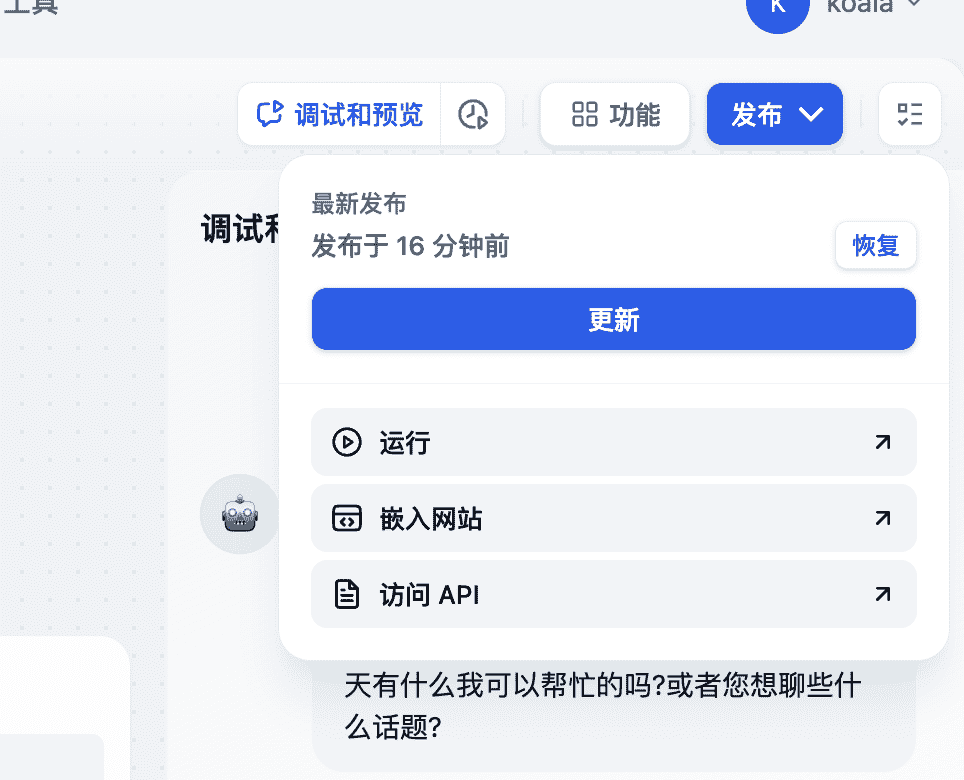 工具
K
koala
调试和预览
功能
发布
调试和
最新发布
发布于 16 分钟前
恢复
更新
运行
嵌入网站
访问 API
天有什么我可以帮忙的吗?或者您想聊些什
么话题?